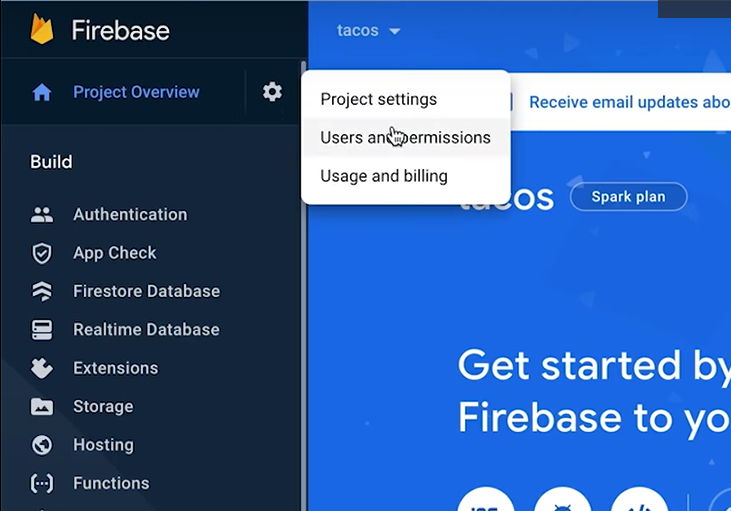 Firebase
tacos
Project Overview
Project settings
Receive email updates abo
Users and permissions
Build
Usage and billing
tacos
Spark plan
Authentication
App Check
Firestore Database
Realtime Database
Extensions
Get started by
Storage
Firebase to yo
Hosting
Functions